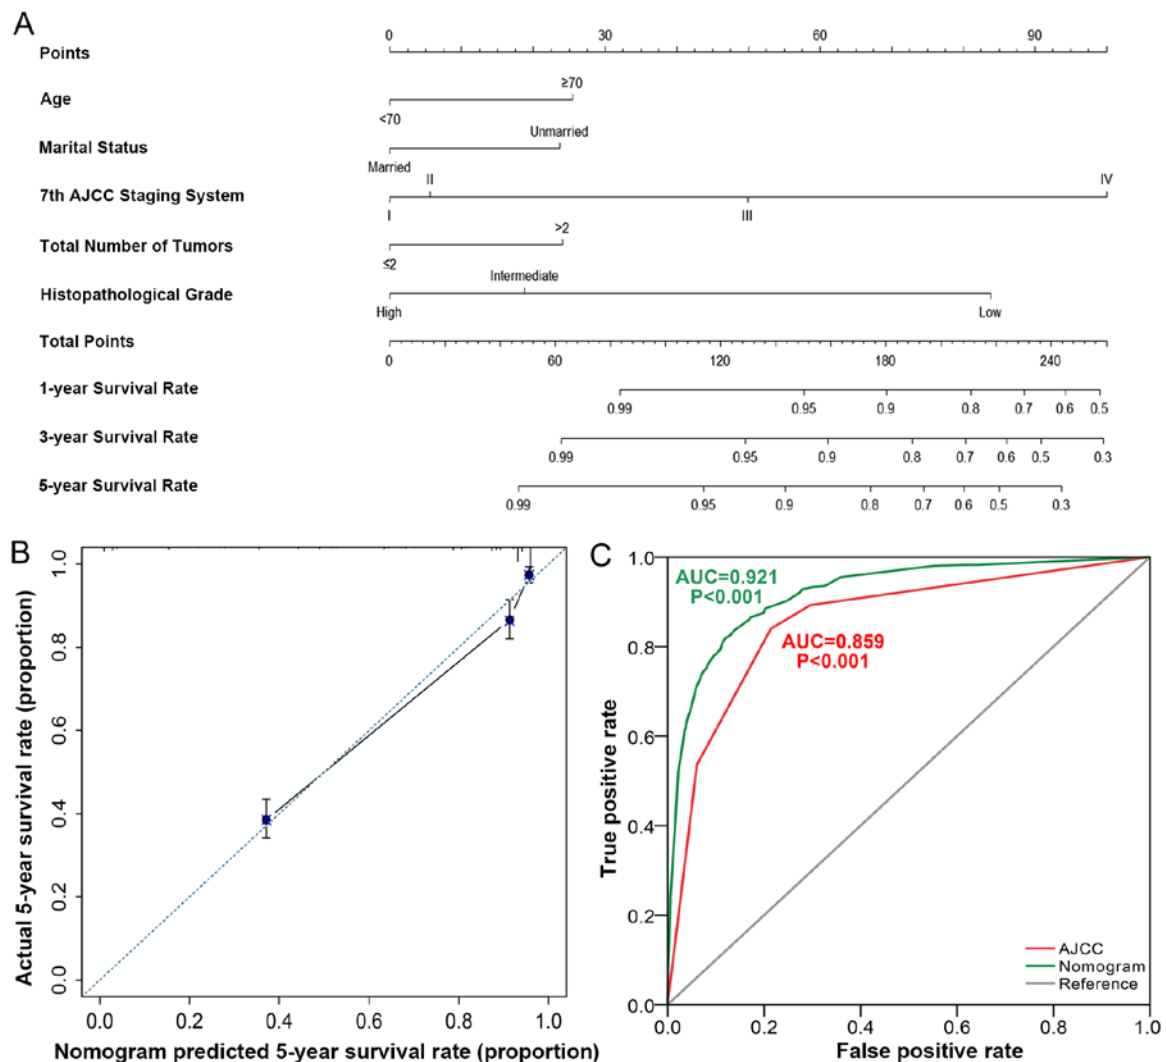 A
Points
0 30 60 90
Age
≥70
<70
Marital Status
Unmarried
Married
7th AJCC Staging System
II IV
I III
Total Number of Tumors
>2
≤2
Histopathological Grade
Intermediate
High Low
Total Points
0 60 120 180 240
1-year Survival Rate
0.99 0.95 0.9 0.8 0.7 0.6 0.5
3-year Survival Rate
0.99 0.95 0.9 0.8 0.7 0.6 0.5 0.3
5-year Survival Rate
0.99 0.95 0.9 0.8 0.7 0.6 0.5 0.3
B
Actual 5-year survival rate (proportion)
1.0
0.8
0.6
0.4
0.2
0.0
0.0 0.2 0.4 0.6 0.8 1.0
Nomogram predicted 5-year survival rate (proportion)
C
True positive rate
1.0
0.8
0.6
0.4
0.2
0.0
AUC=0.921
P<0.001
AUC=0.859
P<0.001
AJCC
Nomogram
Reference
0.0 0.2 0.4 0.6 0.8 1.0
False positive rate